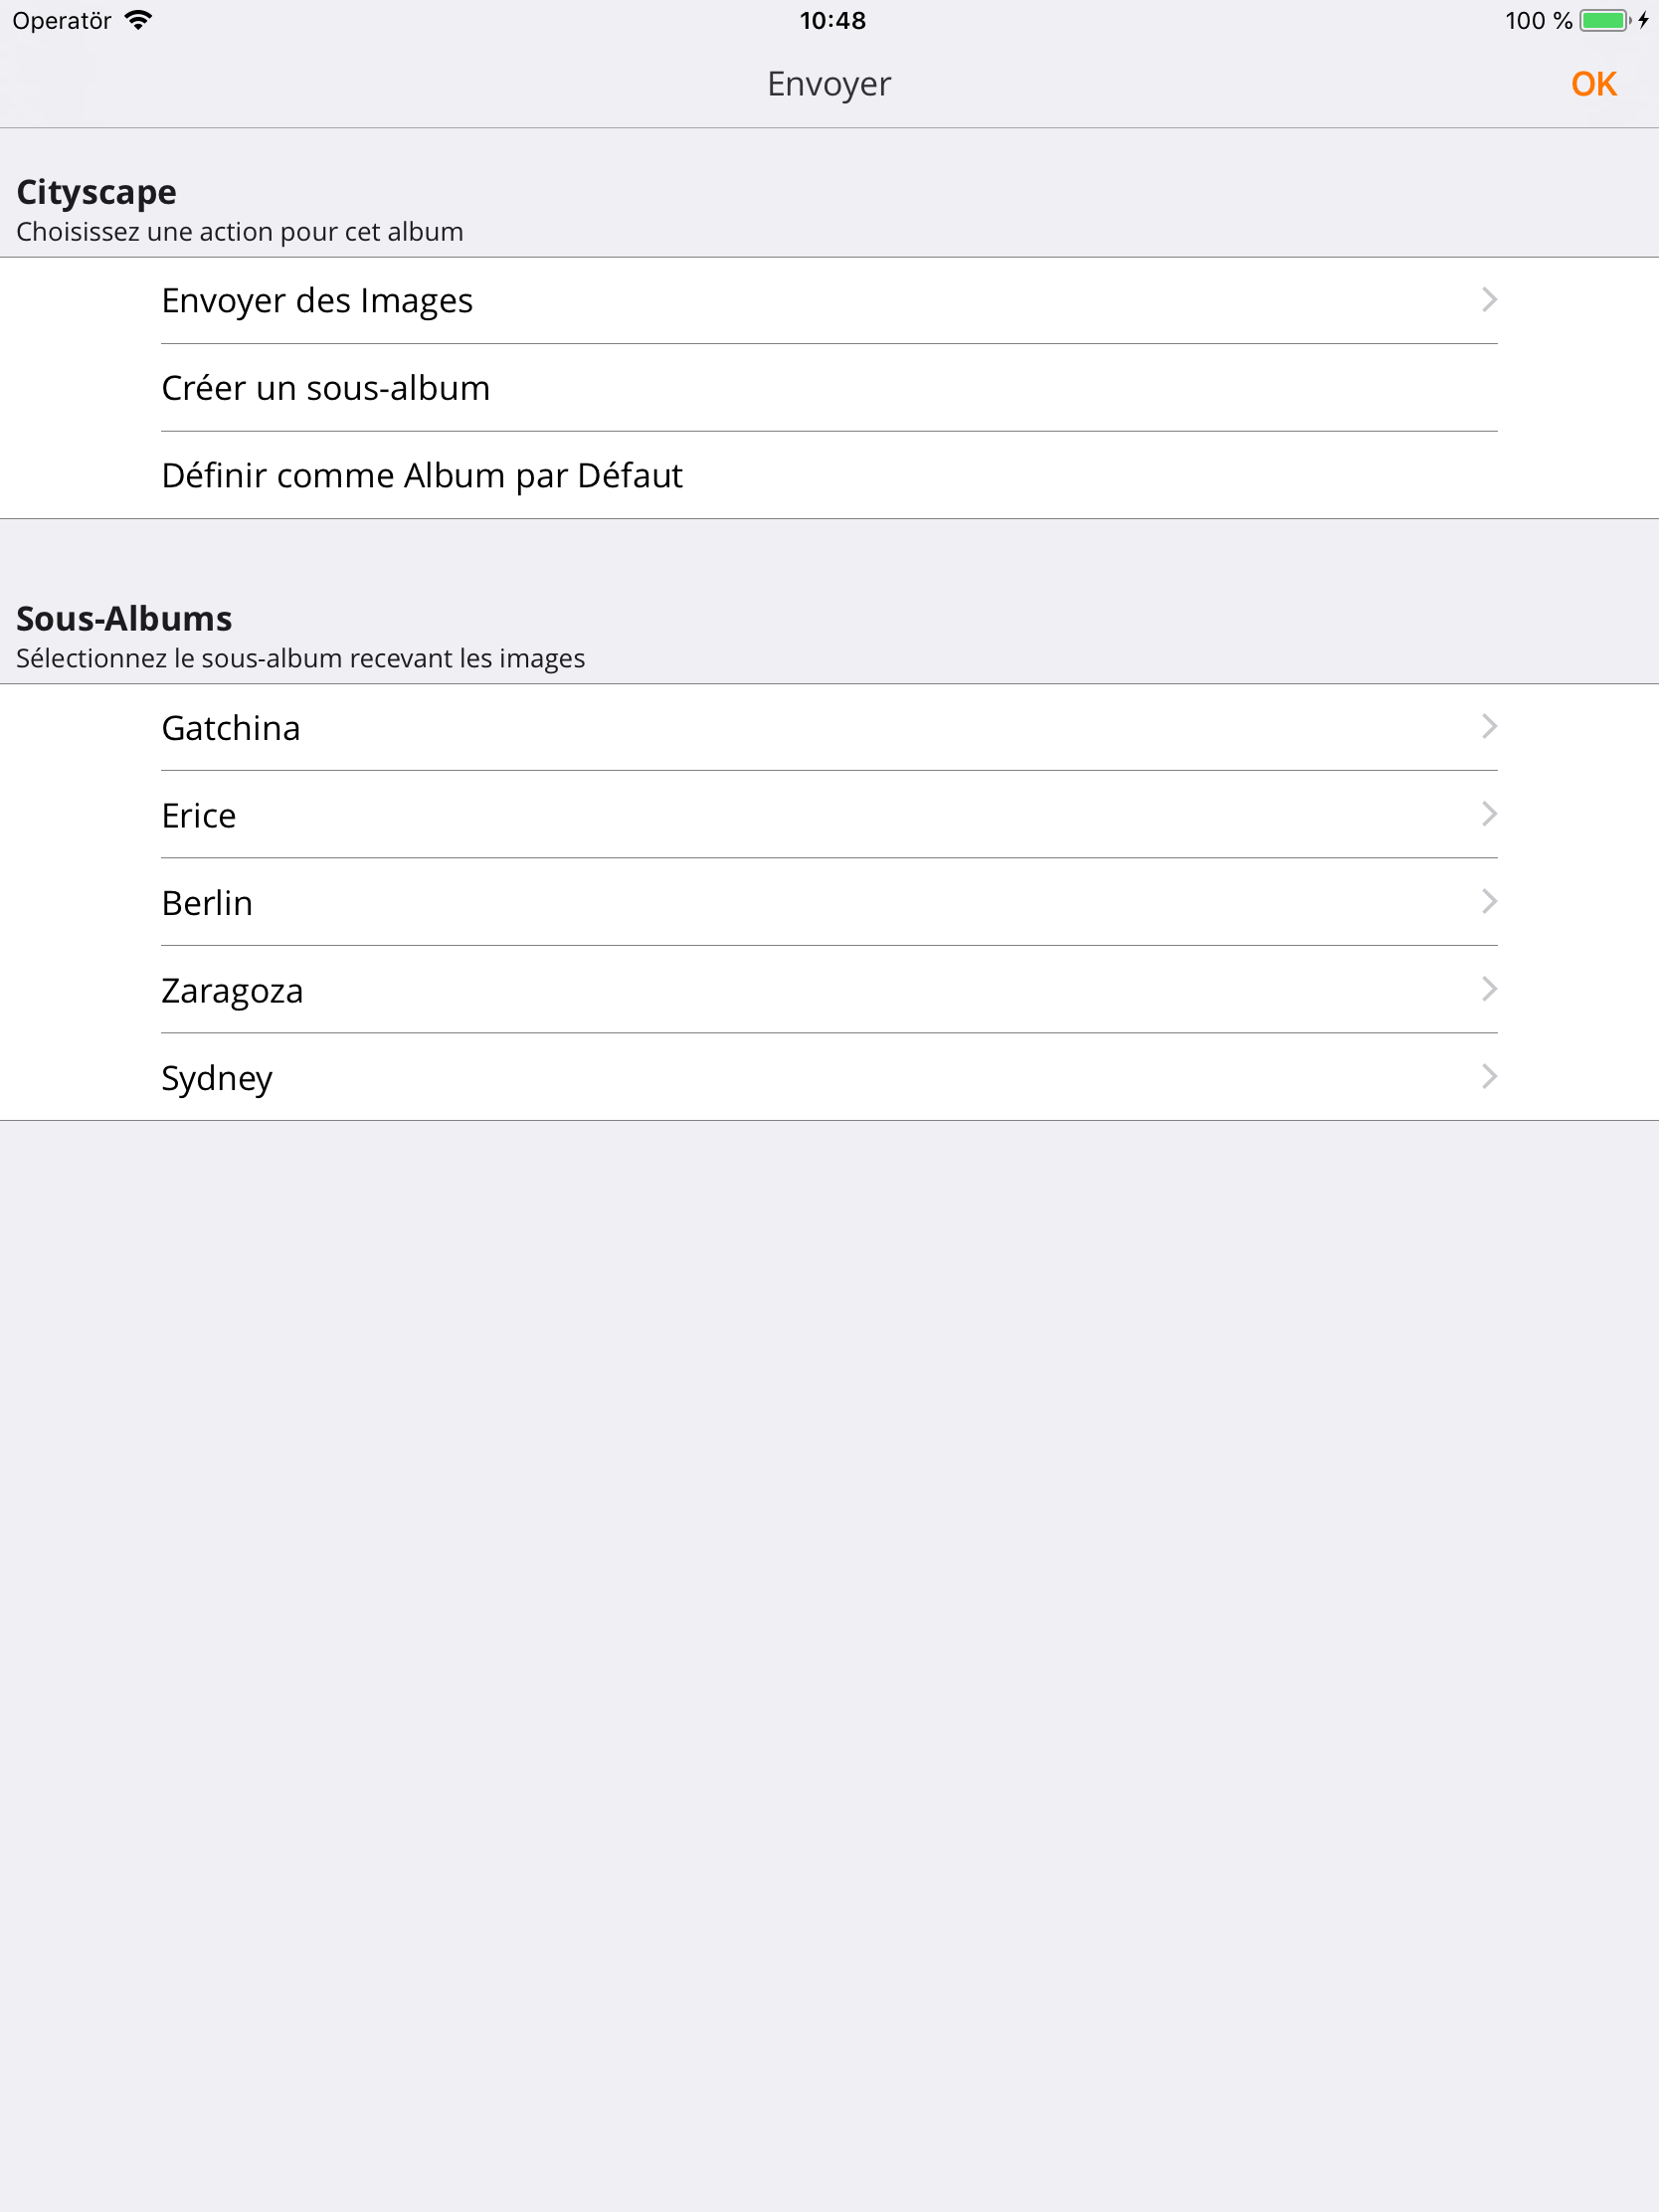 Operatör 10:48 100 %
Envoyer OK
Cityscape
Choisissez une action pour cet album
Envoyer des Images
Créer un sous-album
Définir comme Album par Défaut
Sous-Albums
Sélectionnez le sous-album recevant les images
Gatchina
Erice
Berlin
Zaragoza
Sydney